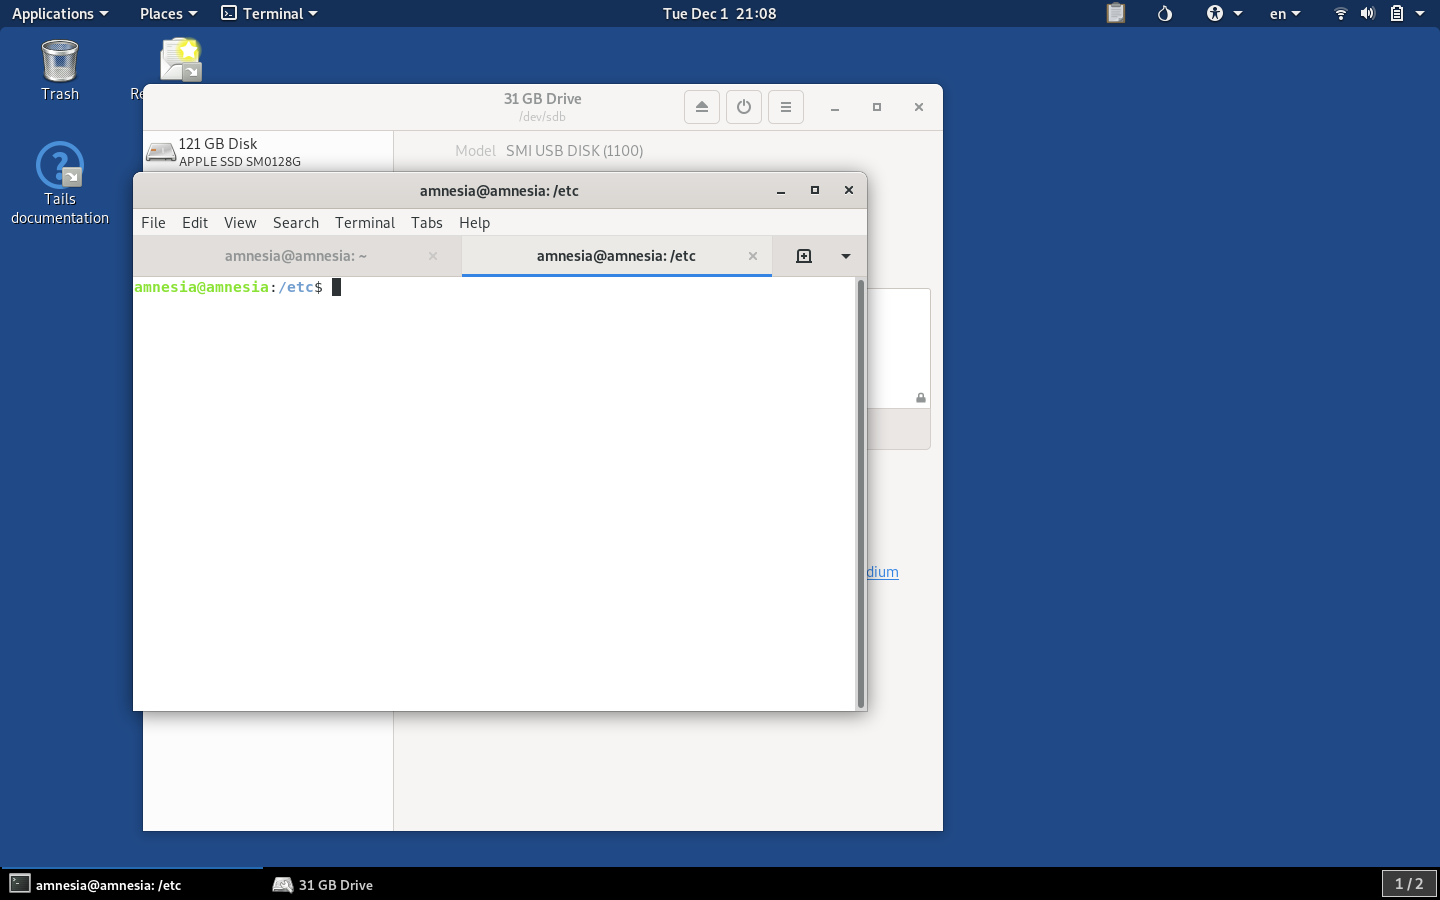 Applications Places Terminal Tue Dec 1 21:08 en
Trash
Re
Tails
documentation
31 GB Drive
/dev/sdb
121 GB Disk
APPLE SSD SM0128G
Model SMI USB DISK (1100)
amnesia@amnesia: /etc
File Edit View Search Terminal Tabs Help
amnesia@amnesia: ~ amnesia@amnesia: /etc
amnesia@amnesia:/etc$
dium
amnesia@amnesia: /etc 31 GB Drive 1 / 2